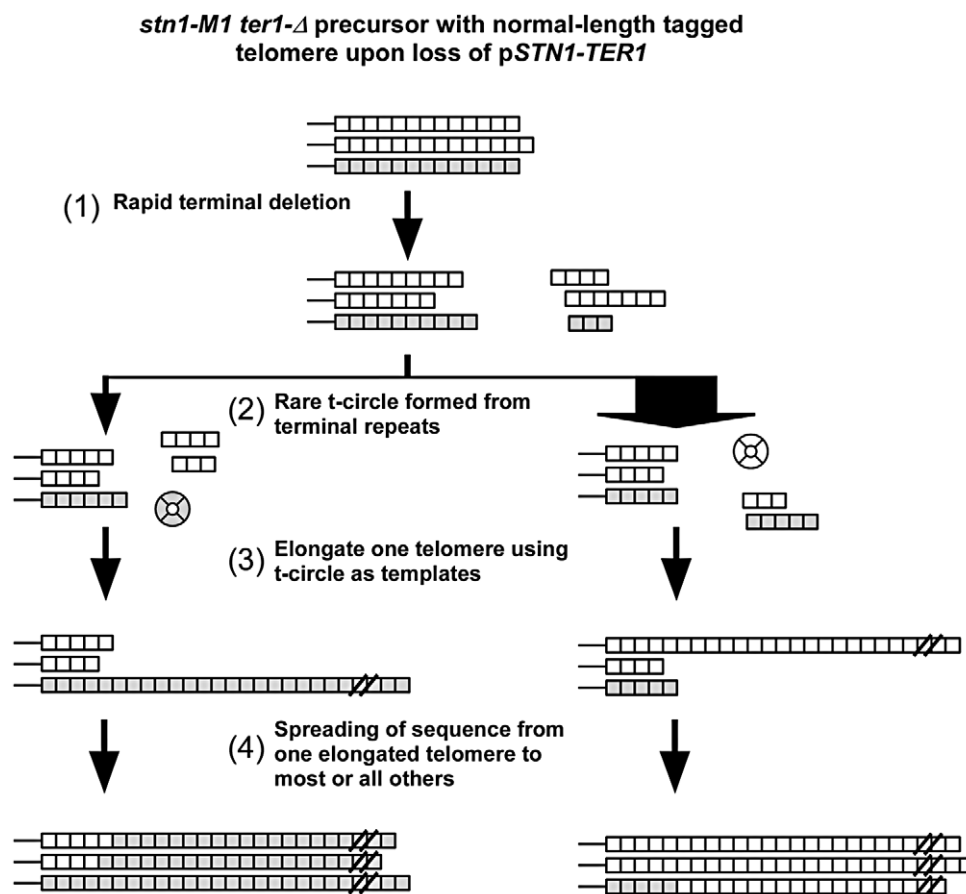 stn1-M1 ter1-Δ precursor with normal-length tagged
telomere upon loss of pSTN1-TER1
(1) Rapid terminal deletion
(2) Rare t-circle formed from
terminal repeats
(3) Elongate one telomere using
t-circle as templates
(4) Spreading of sequence from
one elongated telomere to
most or all others